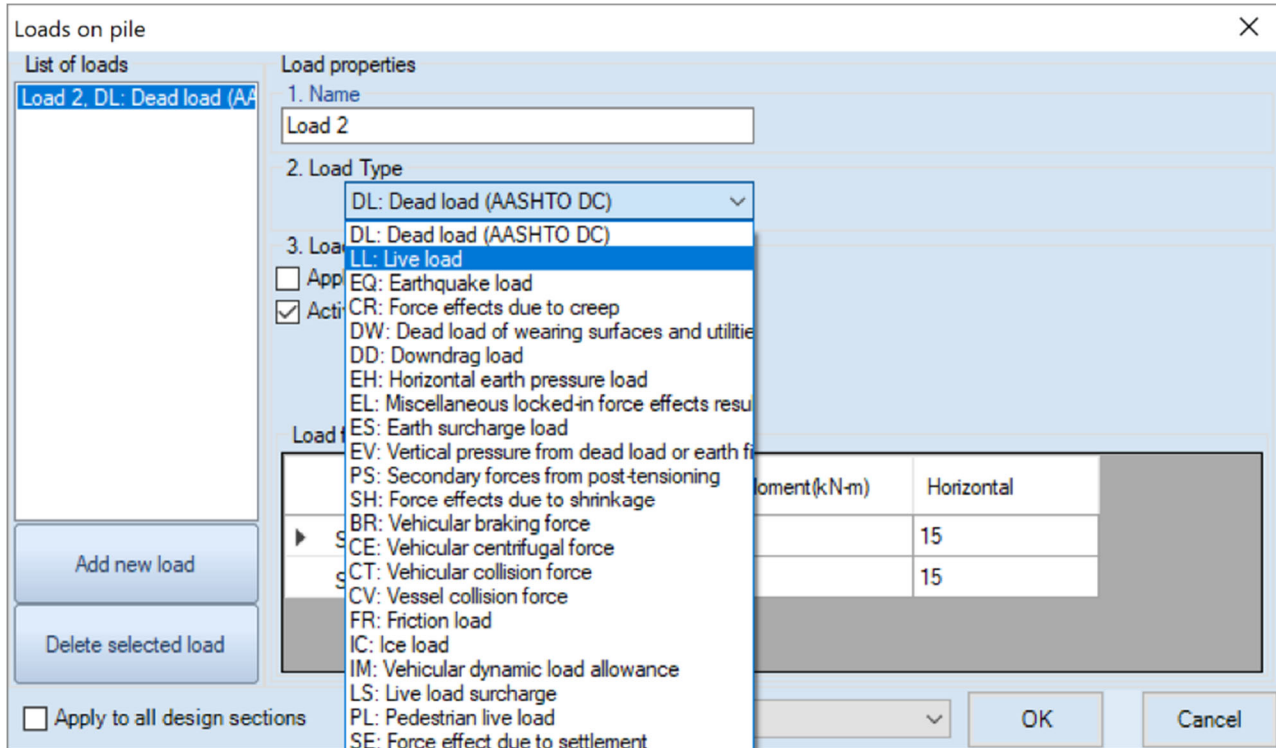 Loads on pile
List of loads
Load 2, DL: Dead load (AA
Load properties
1. Name
Load 2
2. Load Type
DL: Dead load (AASHTO DC)
DL: Dead load (AASHTO DC)
LL: Live load
EQ: Earthquake load
CR: Force effects due to creep
DW: Dead load of wearing surfaces and utilitie
DD: Downdrag load
EH: Horizontal earth pressure load
EL: Miscellaneous locked-in force effects resul
ES: Earth surcharge load
EV: Vertical pressure from dead load or earth fi
PS: Secondary forces from post-tensioning
SH: Force effects due to shrinkage
BR: Vehicular braking force
CE: Vehicular centrifugal force
CT: Vehicular collision force
CV: Vessel collision force
FR: Friction load
IC: Ice load
IM: Vehicular dynamic load allowance
LS: Live load surcharge
PL: Pedestrian live load
SE: Force effect due to settlement
3. Loa
App
Acti
Load f
loment(kN-m) Horizontal
S 15
S 15
Add new load
Delete selected load
Apply to all design sections
OK
Cancel